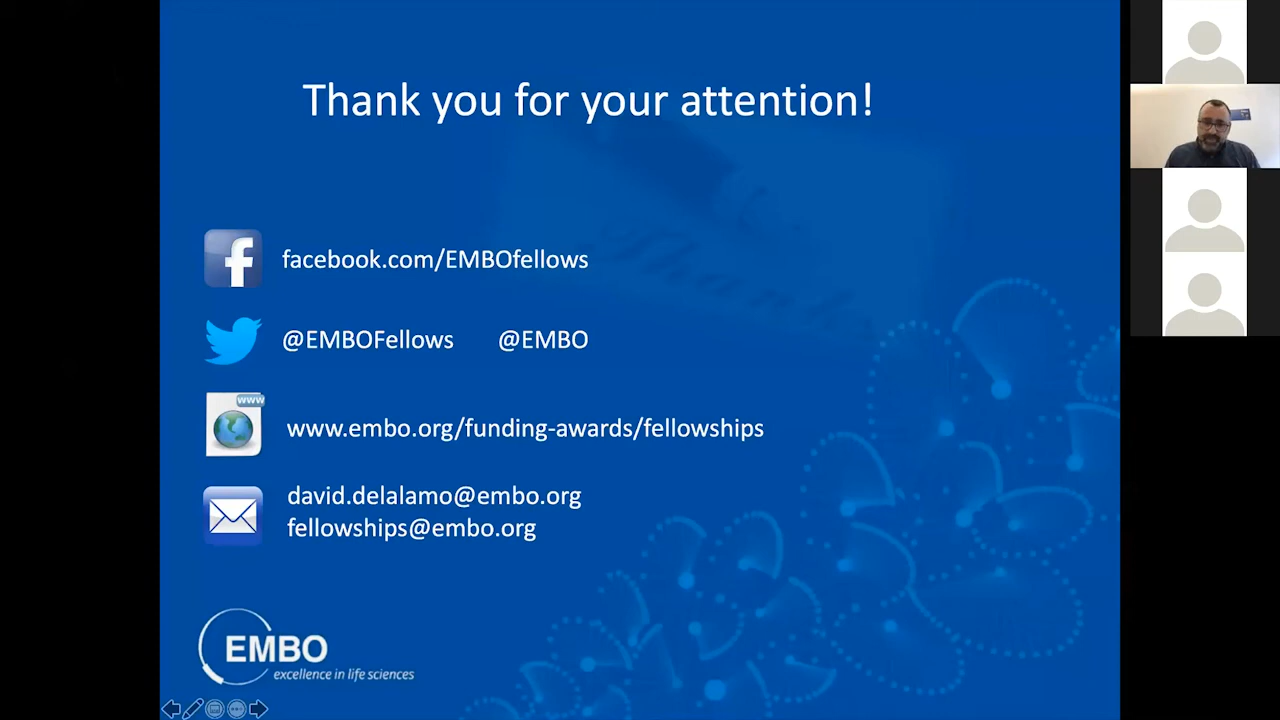 Thank you for your attention!
facebook.com/EMBOfellows
@EMBOFellows @EMBO
www
www.embo.org/funding-awards/fellowships
david.delalamo@embo.org
fellowships@embo.org
EMBO
excellence in life sciences